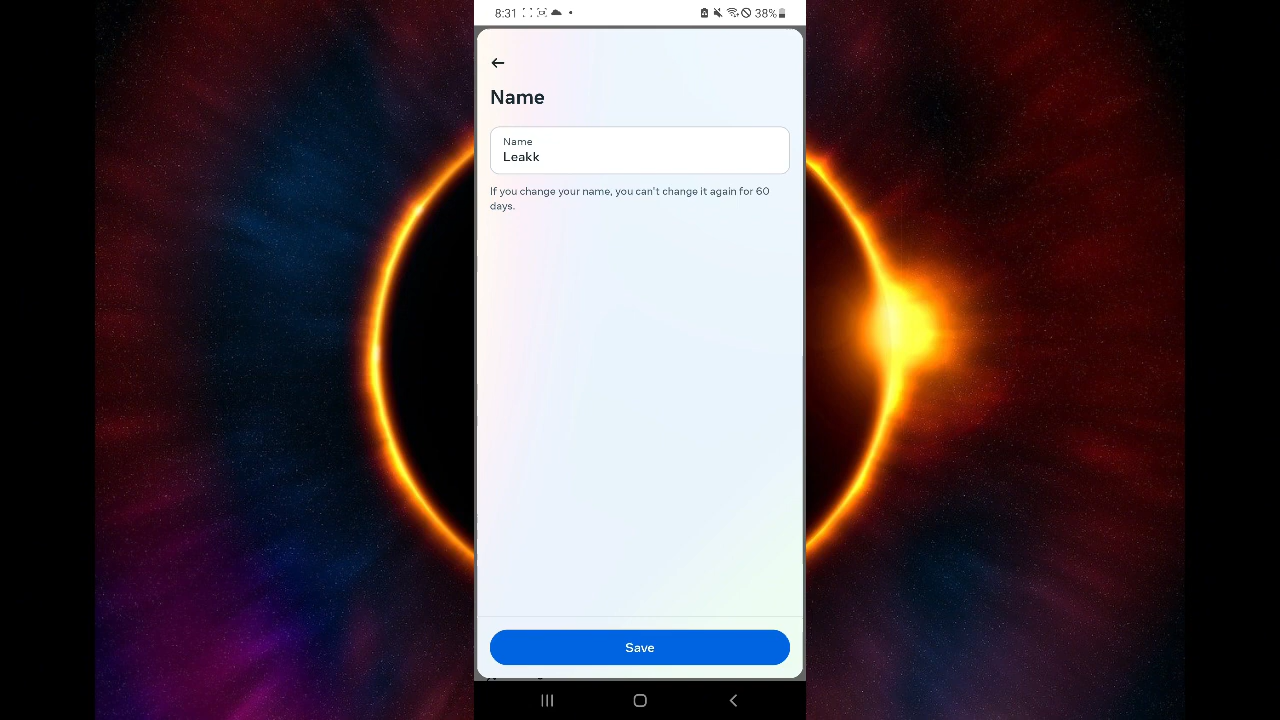 8:31 38%
Name
Name
Leakk
If you change your name, you can't change it again for 60
days.
Save